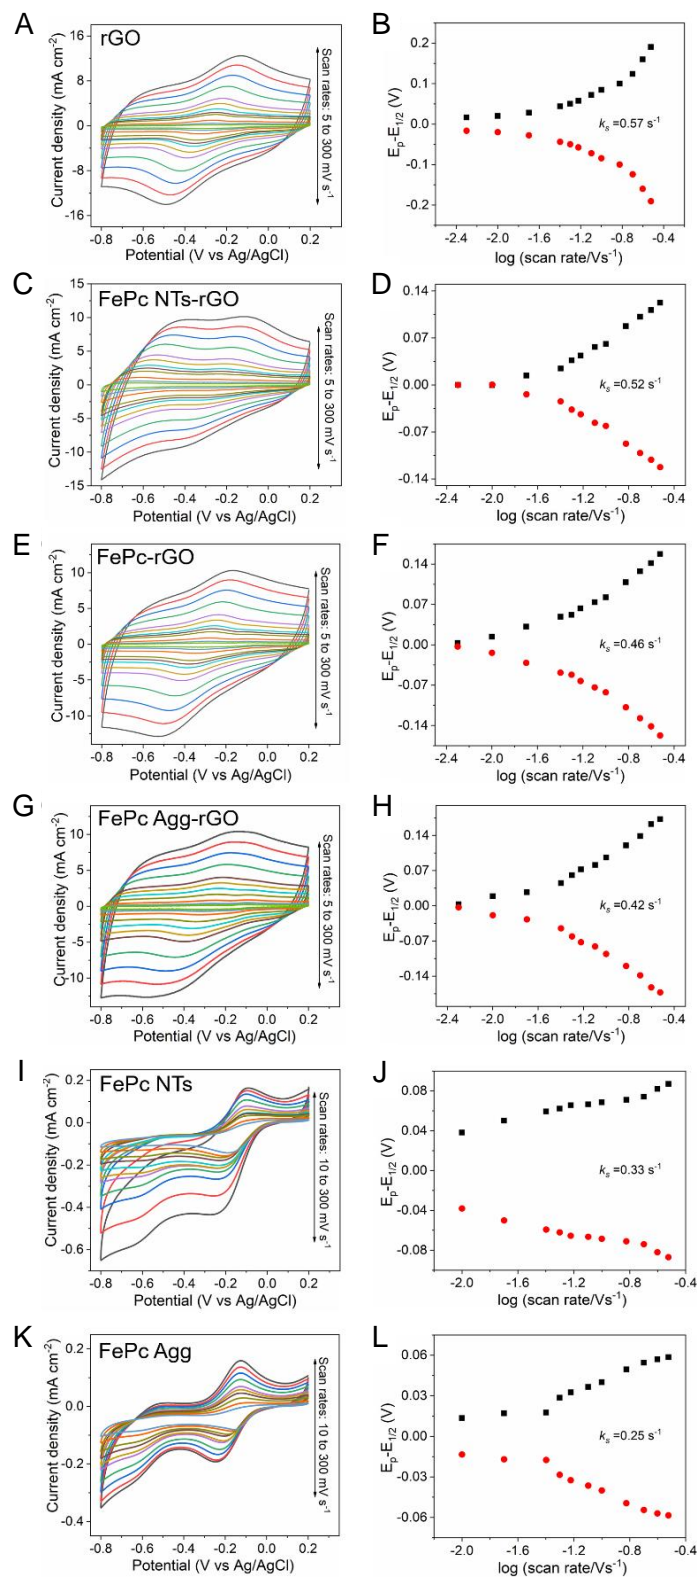 A
rGO
16
8
0
-8
-16
Current density (mA cm-2)
-0.8 -0.6 -0.4 -0.2 0.0 0.2
Potential (V vs Ag/AgCl)
Scan rates: 5 to 300 mV s-1
B
0.2
0.1
0.0
-0.1
-0.2
Ep-E1/2 (V)
ks =0.57 s-1
-2.4 -2.0 -1.6 -1.2 -0.8 -0.4
log (scan rate/Vs-1)
C
FePc NTs-rGO
15
10
5
0
-5
-10
-15
Current density (mA cm-2)
-0.8 -0.6 -0.4 -0.2 0.0 0.2
Potential (V vs Ag/AgCl)
Scan rates: 5 to 300 mV s-1
D
0.14
0.07
0.00
-0.07
-0.14
Ep-E1/2 (V)
ks =0.52 s-1
-2.4 -2.0 -1.6 -1.2 -0.8 -0.4
log (scan rate/Vs-1)
E
FePc-rGO
10
5
0
-5
-10
Current density (mA cm-2)
-0.8 -0.6 -0.4 -0.2 0.0 0.2
Potential (V vs Ag/AgCl)
Scan rates: 5 to 300 mV s-1
F
0.14
0.07
0.00
-0.07
-0.14
Ep-E1/2 (V)
ks =0.46 s-1
-2.4 -2.0 -1.6 -1.2 -0.8 -0.4
log (scan rate/Vs-1)
G
FePc Agg-rGO
10
5
0
-5
-10
Current density (mA cm-2)
-0.8 -0.6 -0.4 -0.2 0.0 0.2
Potential (V vs Ag/AgCl)
Scan rates: 5 to 300 mV s-1
H
0.14
0.07
0.00
-0.07
-0.14
Ep-E1/2 (V)
ks =0.42 s-1
-2.4 -2.0 -1.6 -1.2 -0.8 -0.4
log (scan rate/Vs-1)
I
FePc NTs
0.2
0.0
-0.2
-0.4
-0.6
Current density (mA cm-2)
-0.8 -0.6 -0.4 -0.2 0.0 0.2
Potential (V vs Ag/AgCl)
Scan rates: 10 to 300 mV s-1
J
0.08
0.04
0.00
-0.04
-0.08
Ep-E1/2 (V)
ks =0.33 s-1
-2.0 -1.6 -1.2 -0.8 -0.4
log (scan rate/Vs-1)
K
FePc Agg
0.2
0.0
-0.2
-0.4
Current density (mA cm-2)
-0.8 -0.6 -0.4 -0.2 0.0 0.2
Potential (V vs Ag/AgCl)
Scan rates: 10 to 300 mV s-1
L
0.06
0.03
0.00
-0.03
-0.06
Ep-E1/2 (V)
ks =0.25 s-1
-2.0 -1.6 -1.2 -0.8 -0.4
log (scan rate/Vs-1)